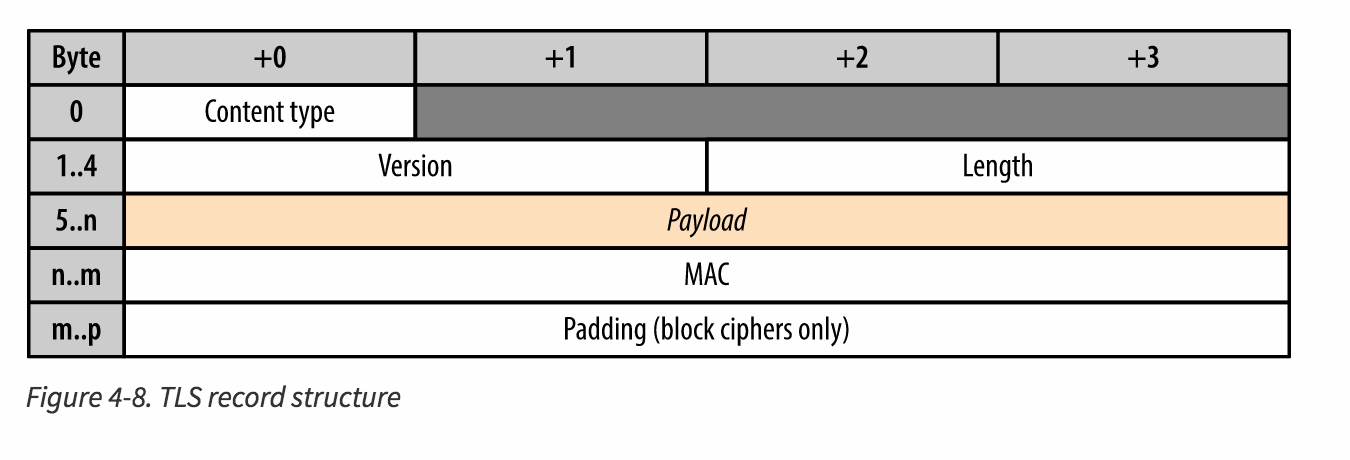 Byte +0 +1 +2 +3
0 Content type
1..4 Version Length
5..n Payload
n..m MAC
m..p Padding (block ciphers only)
Figure 4-8. TLS record structure